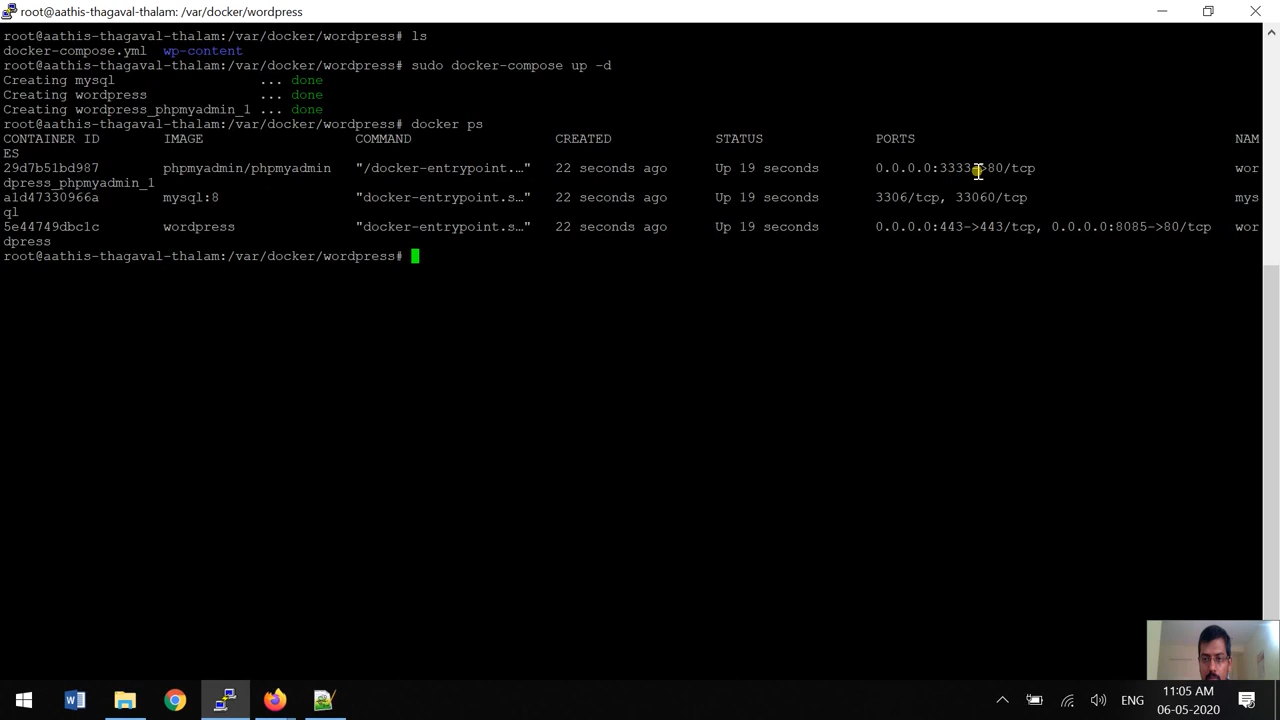 root@aathis-thagaval-thalam: /var/docker/wordpress
root@aathis-thagaval-thalam:/var/docker/wordpress# ls
docker-compose.yml  wp-content
root@aathis-thagaval-thalam:/var/docker/wordpress# sudo docker-compose up -d
Creating mysql                  ... done
Creating wordpress              ... done
Creating wordpress_phpmyadmin_1 ... done
root@aathis-thagaval-thalam:/var/docker/wordpress# docker ps
CONTAINER ID        IMAGE                   COMMAND                  CREATED             STATUS              PORTS                                        NAM
ES
29d7b51bd987        phpmyadmin/phpmyadmin   "/docker-entrypoint.…"   22 seconds ago      Up 19 seconds       0.0.0.0:3333->80/tcp                         wor
dpress_phpmyadmin_1
a1d47330966a        mysql:8                 "docker-entrypoint.s…"   22 seconds ago      Up 19 seconds       3306/tcp, 33060/tcp                          mys
ql
5e44749dbc1c        wordpress               "docker-entrypoint.s…"   22 seconds ago      Up 19 seconds       0.0.0.0:443->443/tcp, 0.0.0.0:8085->80/tcp   wor
dpress
root@aathis-thagaval-thalam:/var/docker/wordpress#
ENG
11:05 AM
06-05-2020